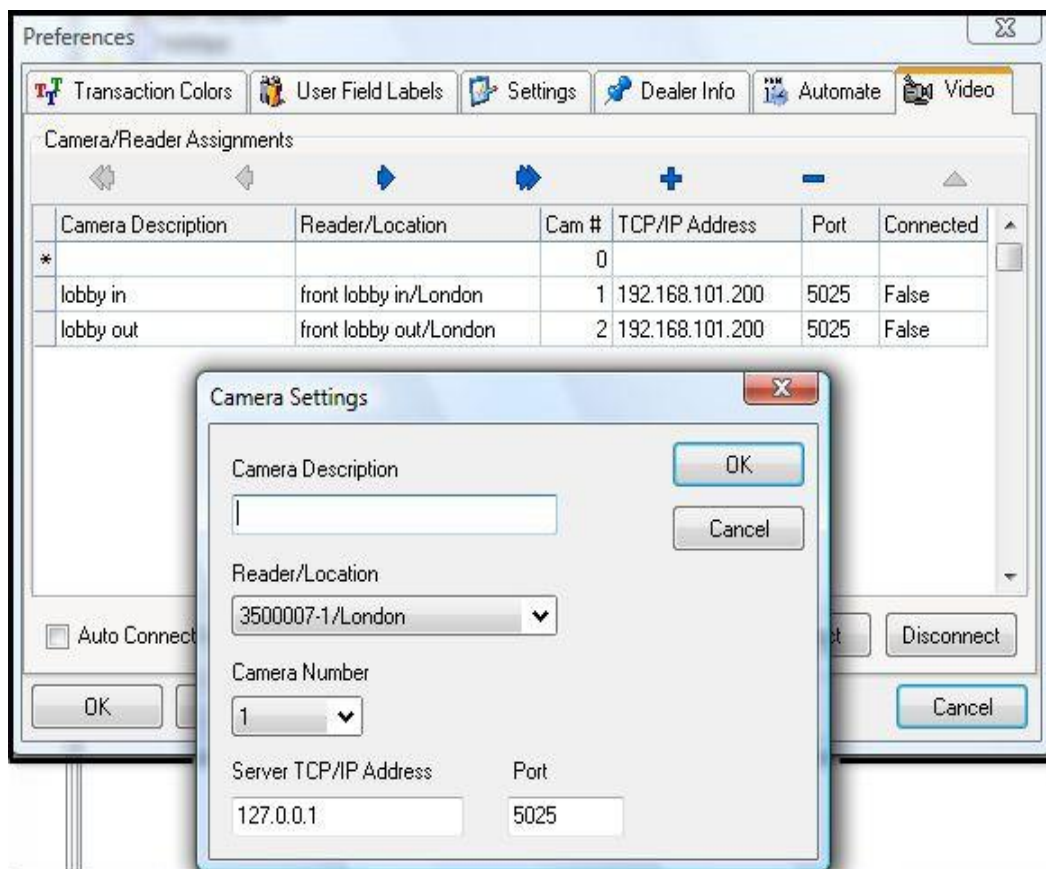 Preferences
Transaction Colors User Field Labels Settings Dealer Info Automate Video
Camera/Reader Assignments
Camera Description Reader/Location Cam # TCP/IP Address Port Connected
* 0
lobby in front lobby in/London 1 192.168.101.200 5025 False
lobby out front lobby out/London 2 192.168.101.200 5025 False
Camera Settings
Camera Description
OK
Cancel
Reader/Location
3500007-1/London
Camera Number
1
Server TCP/IP Address Port
127.0.0.1 5025
Auto Connect Disconnect
OK Cancel